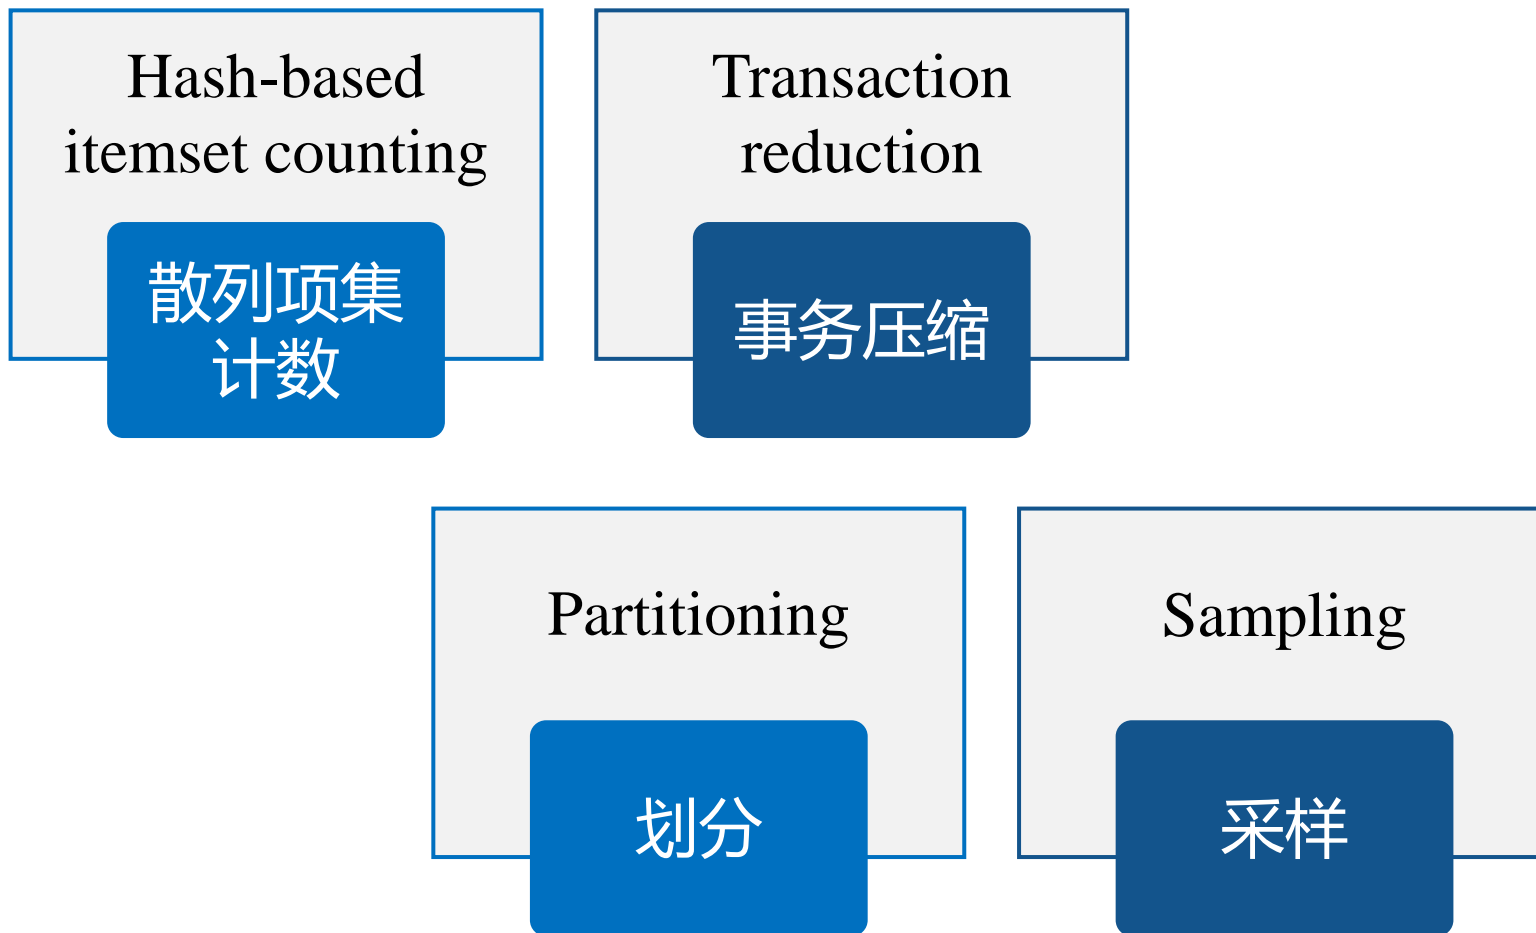 Hash-based
itemset counting
散列项集
计数
Transaction
reduction
事务压缩
Partitioning
划分
Sampling
采样